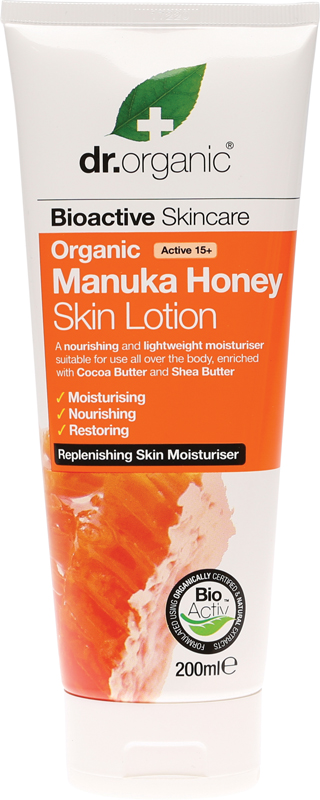 dr.organic®
Bioactive Skincare
Organic Active 15+
Manuka Honey
Skin Lotion
A nourishing and lightweight moisturiser
suitable for use all over the body, enriched
with Cocoa Butter and Shea Butter
✓ Moisturising
✓ Nourishing
✓ Restoring
Replenishing Skin Moisturiser
FORMULATED USING ORGANICALLY CERTIFIED & NATURAL EXTRACTS
Bio
Activ™
200ml℮